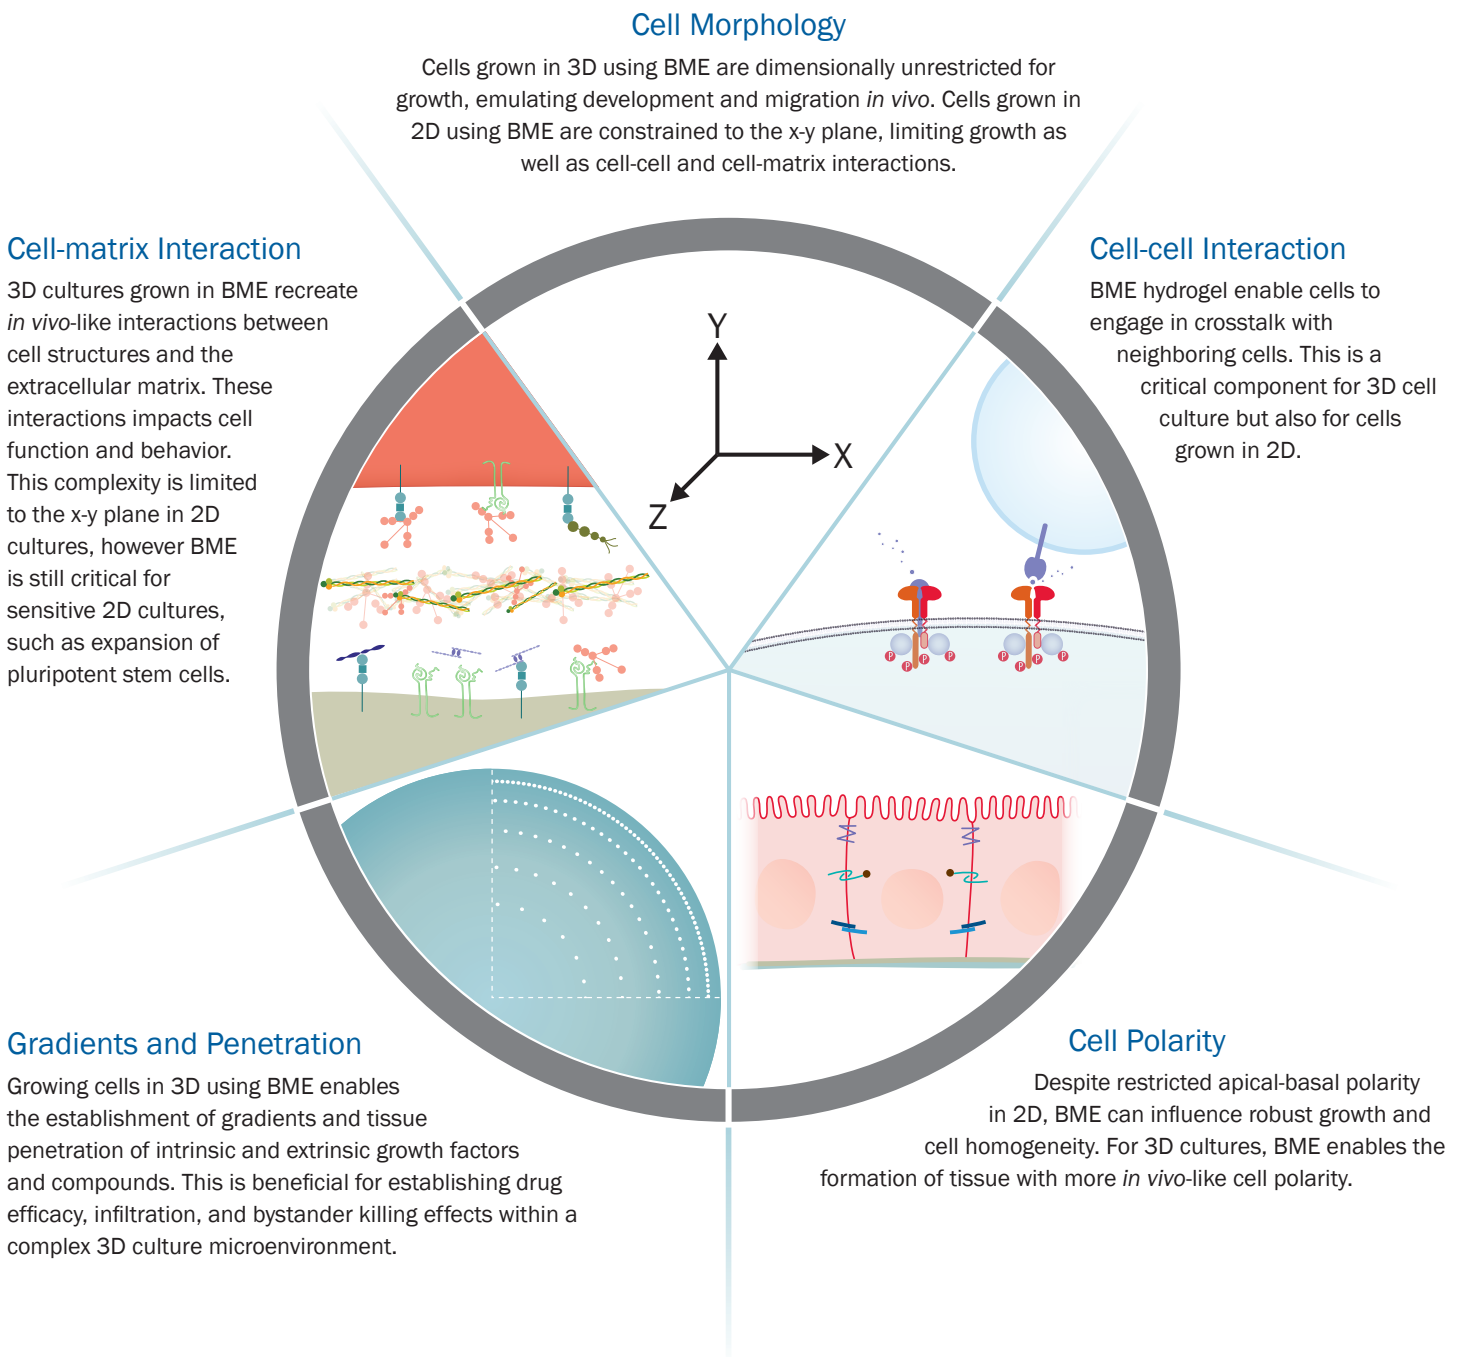 Cell Morphology
Cells grown in 3D using BME are dimensionally unrestricted for
growth, emulating development and migration in vivo. Cells grown in
2D using BME are constrained to the x-y plane, limiting growth as
well as cell-cell and cell-matrix interactions.
Cell-matrix Interaction
3D cultures grown in BME recreate
in vivo-like interactions between
cell structures and the
extracellular matrix. These
interactions impacts cell
function and behavior.
This complexity is limited
to the x-y plane in 2D
cultures, however BME
is still critical for
sensitive 2D cultures,
such as expansion of
pluripotent stem cells.
Y
X
Z
Cell-cell Interaction
BME hydrogel enable cells to
engage in crosstalk with
neighboring cells. This is a
critical component for 3D cell
culture but also for cells
grown in 2D.
P P P P
P P P P
Gradients and Penetration
Growing cells in 3D using BME enables
the establishment of gradients and tissue
penetration of intrinsic and extrinsic growth factors
and compounds. This is beneficial for establishing drug
efficacy, infiltration, and bystander killing effects within a
complex 3D culture microenvironment.
Cell Polarity
Despite restricted apical-basal polarity
in 2D, BME can influence robust growth and
cell homogeneity. For 3D cultures, BME enables the
formation of tissue with more in vivo-like cell polarity.